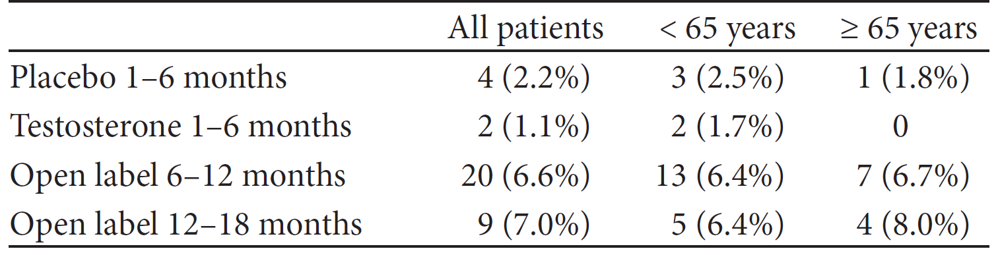 All patients < 65 years ≥ 65 years
Placebo 1–6 months 4 (2.2%) 3 (2.5%) 1 (1.8%)
Testosterone 1–6 months 2 (1.1%) 2 (1.7%) 0
Open label 6–12 months 20 (6.6%) 13 (6.4%) 7 (6.7%)
Open label 12–18 months 9 (7.0%) 5 (6.4%) 4 (8.0%)